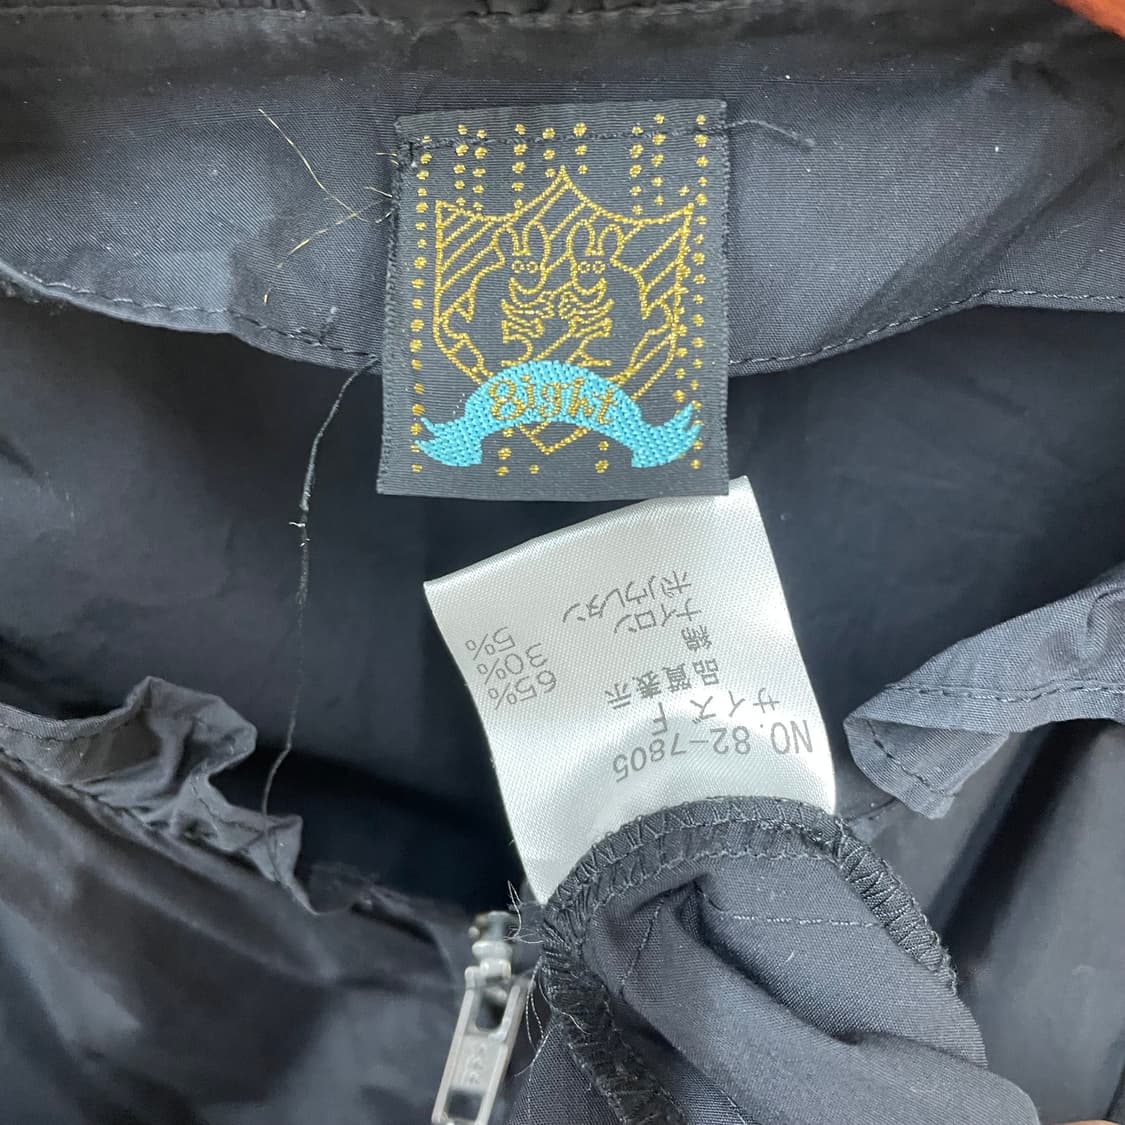 8ight
NO. 82-7805
サイズ F
品質表示
綿 65%
ナイロン 30%
ポリウレタン 5%